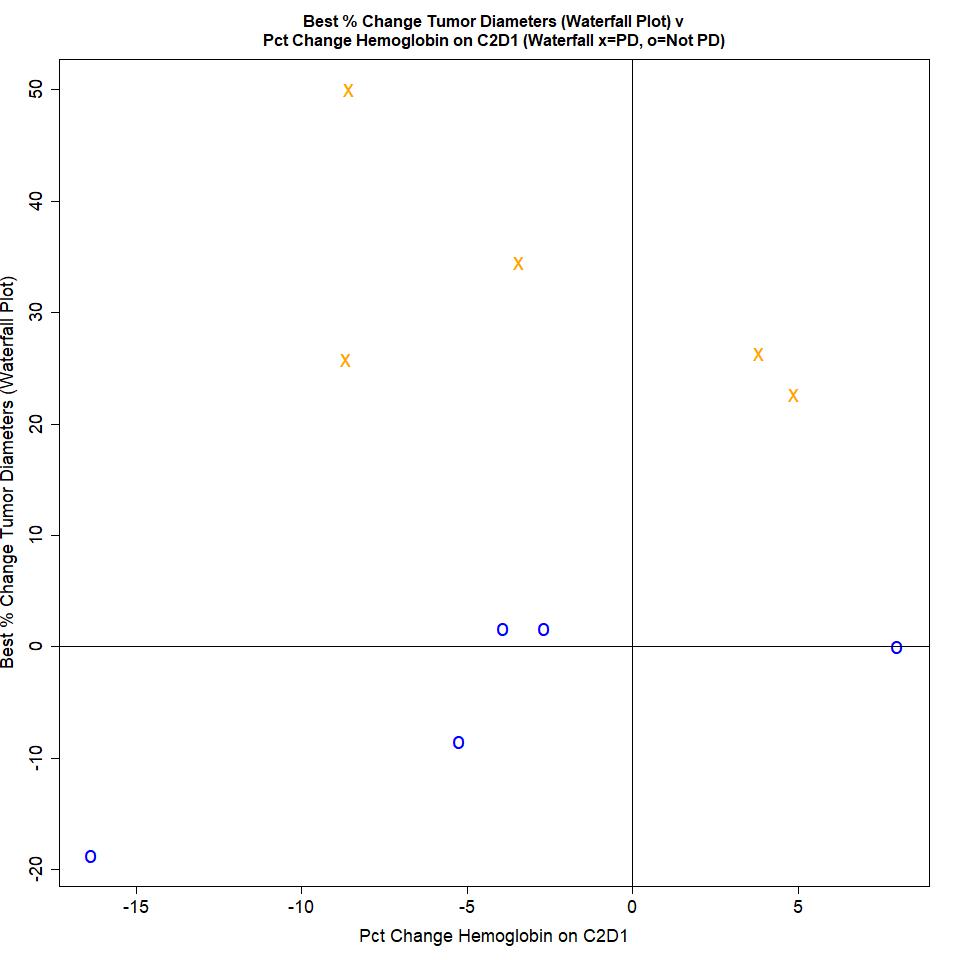 Best % Change Tumor Diameters (Waterfall Plot) v
Pct Change Hemoglobin on C2D1 (Waterfall x=PD, o=Not PD)
Best % Change Tumor Diameters (Waterfall Plot)
50
40
30
20
10
0
-10
-20
X
X
X
X
X
O
O
O
O
O
-15
-10
-5
0
5
Pct Change Hemoglobin on C2D1